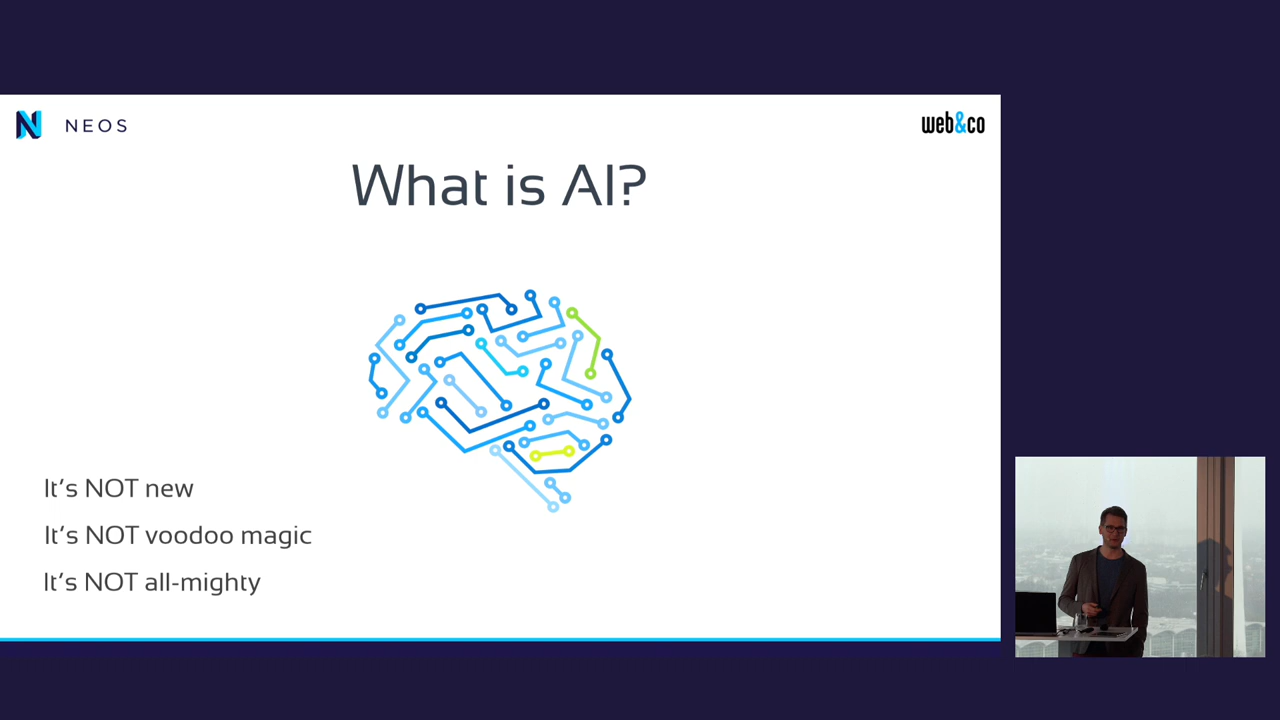 NEOS
web&co
What is AI?
It's NOT new
It's NOT voodoo magic
It's NOT all-mighty